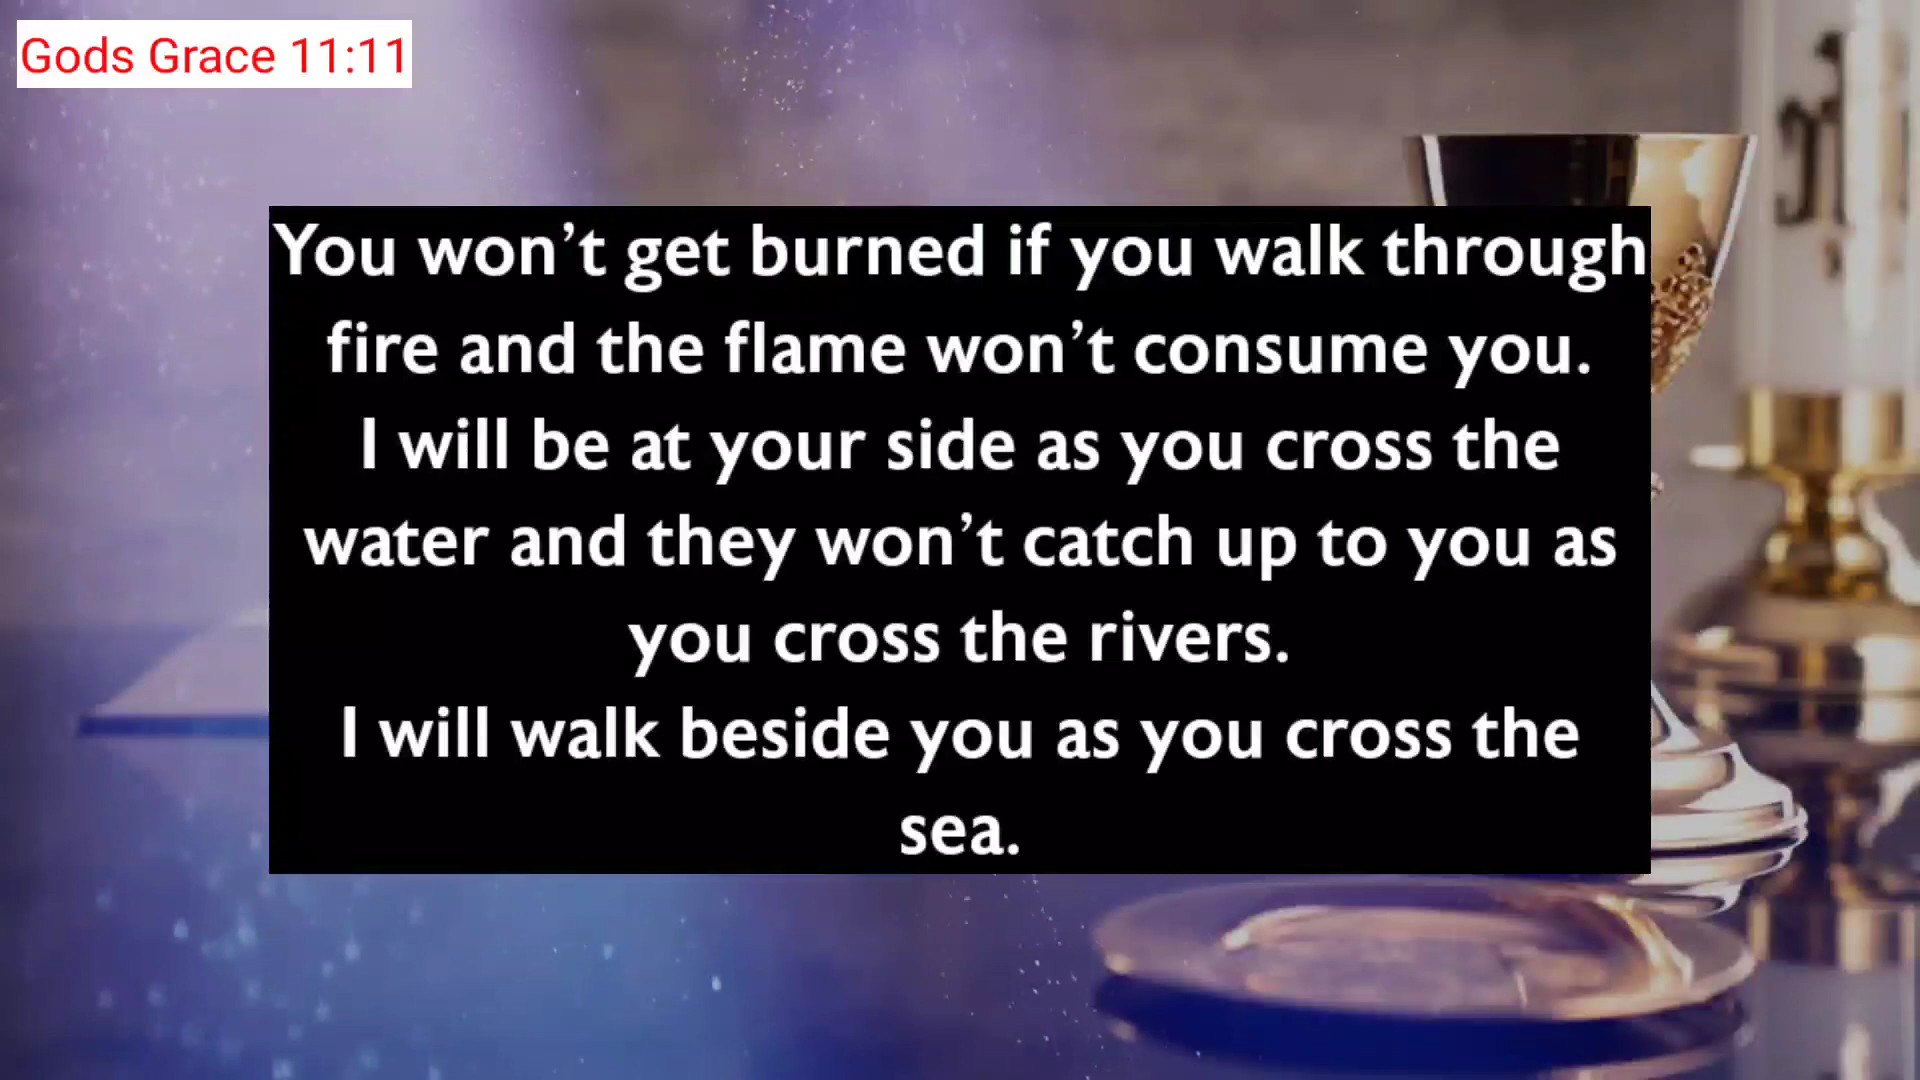 Gods Grace 11:11
You won’t get burned if you walk through
fire and the flame won’t consume you.
I will be at your side as you cross the
water and they won’t catch up to you as
you cross the rivers.
I will walk beside you as you cross the
sea.